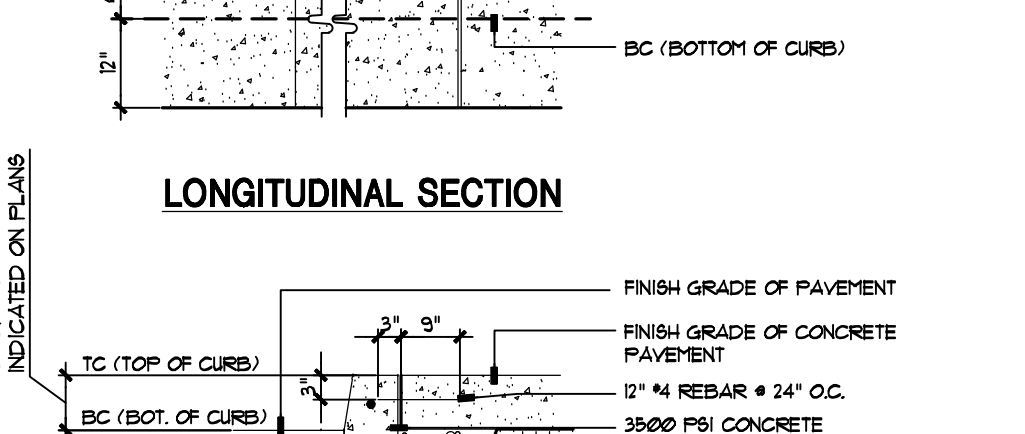 BC (BOTTOM OF CURB)
12"
LONGITUDINAL SECTION
INDICATED ON PLANS
FINISH GRADE OF PAVEMENT
3" 9"
FINISH GRADE OF CONCRETE
PAVEMENT
TC (TOP OF CURB)
3"
12" #4 REBAR @ 24" O.C.
BC (BOT. OF CURB)
3500 PSI CONCRETE